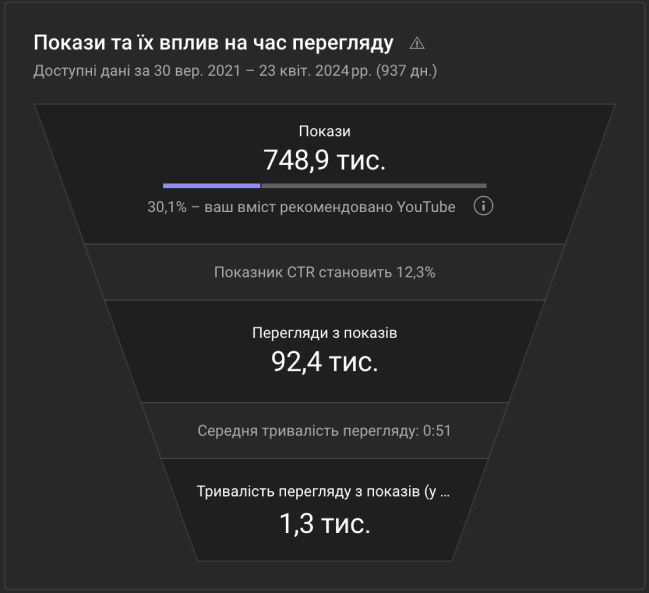 Покази та їх вплив на час перегляду
Доступні дані за 30 вер. 2021 – 23 квіт. 2024 рр. (937 дн.)
Покази
748,9 тис.
30,1% – ваш вміст рекомендовано YouTube
Показник CTR становить 12,3%
Перегляди з показів
92,4 тис.
Середня тривалість перегляду: 0:51
Тривалість перегляду з показів (у ...
1,3 тис.